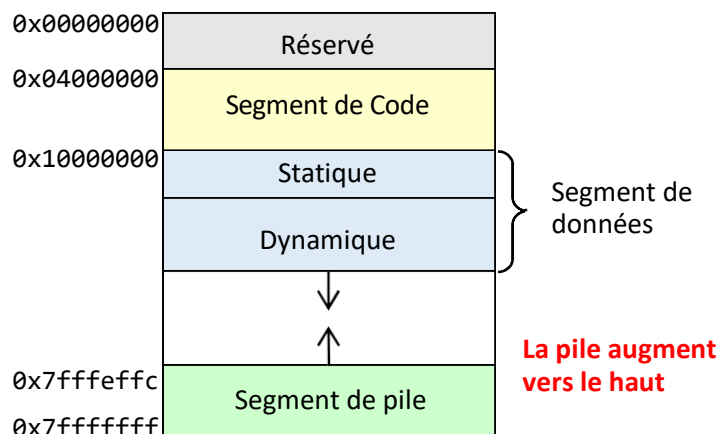 0x00000000
Réservé
0x04000000
Segment de Code
0x10000000
Statique
Segment de
données
Dynamique
La pile augment
vers le haut
0x7fffeffc
Segment de pile
0x7fffffff